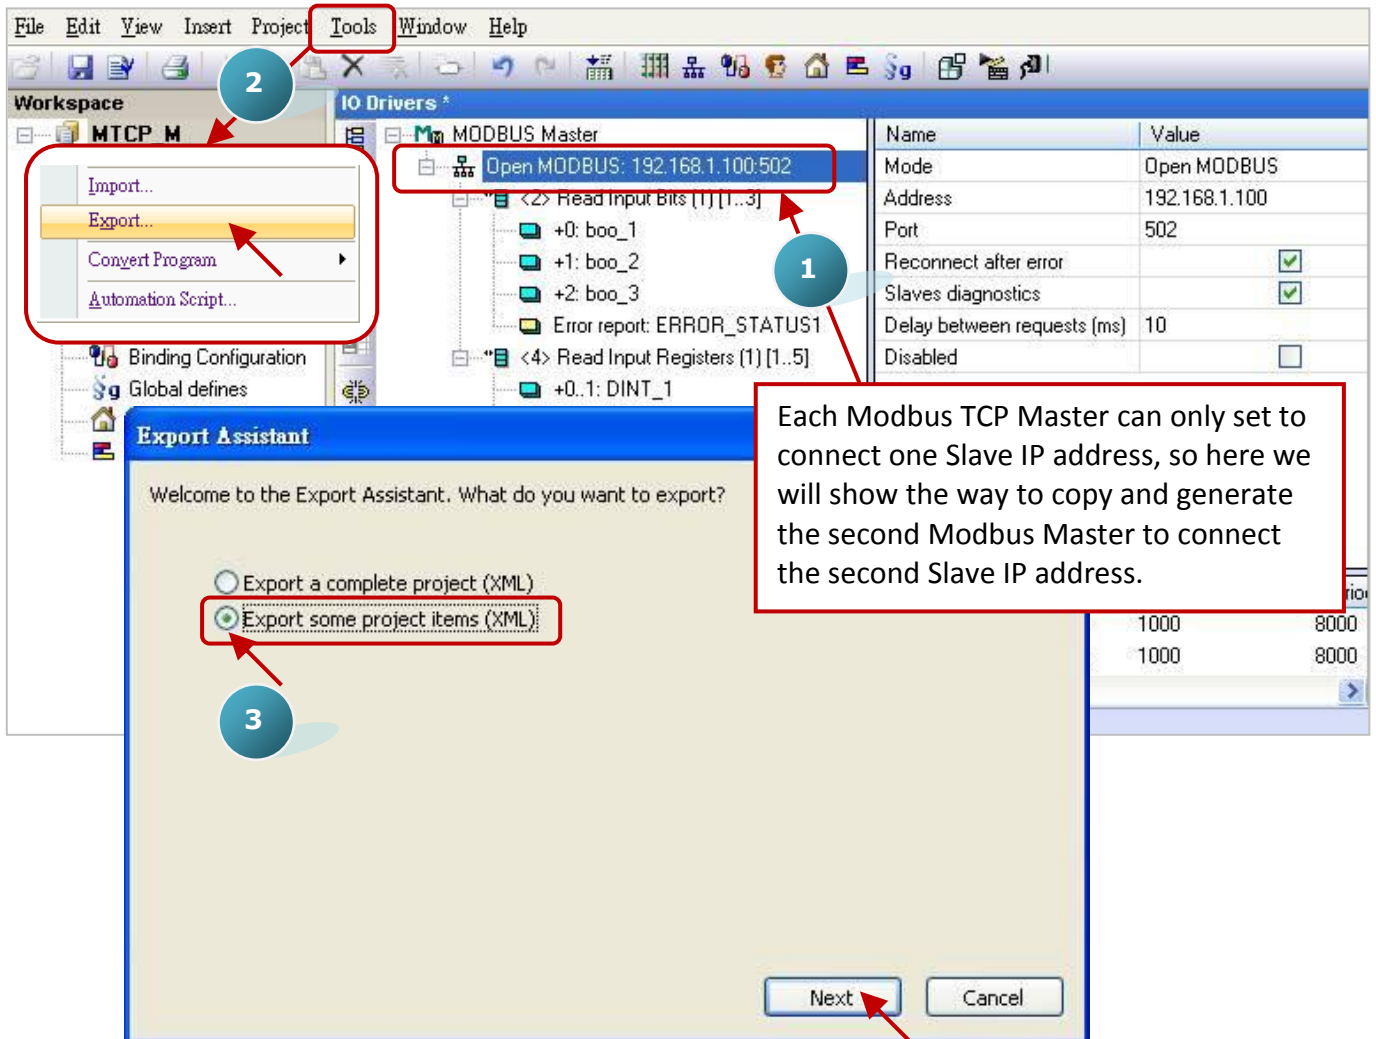 File Edit View Insert Project Tools Window Help
2
Workspace
IO Drivers *
MTCP_M
MODBUS Master
Name Value
Open MODBUS: 192.168.1.100:502
Mode Open MODBUS
Import...
<2> Read Input Bits (1) [1..3]
Address 192.168.1.100
Export...
+0: boo_1
Port 502
Convert Program
+1: boo_2
1
Reconnect after error
Automation Script...
+2: boo_3
Slaves diagnostics
Error report: ERROR_STATUS1
Delay between requests (ms) 10
Binding Configuration
<4> Read Input Registers (1) [1..5]
Disabled
Global defines
+0..1: DINT_1
Each Modbus TCP Master can only set to
connect one Slave IP address, so here we
will show the way to copy and generate
the second Modbus Master to connect
the second Slave IP address.
Export Assistant
Welcome to the Export Assistant. What do you want to export?
Export a complete project (XML)
Export some project items (XML)
1000 8000
1000 8000
3
Next Cancel